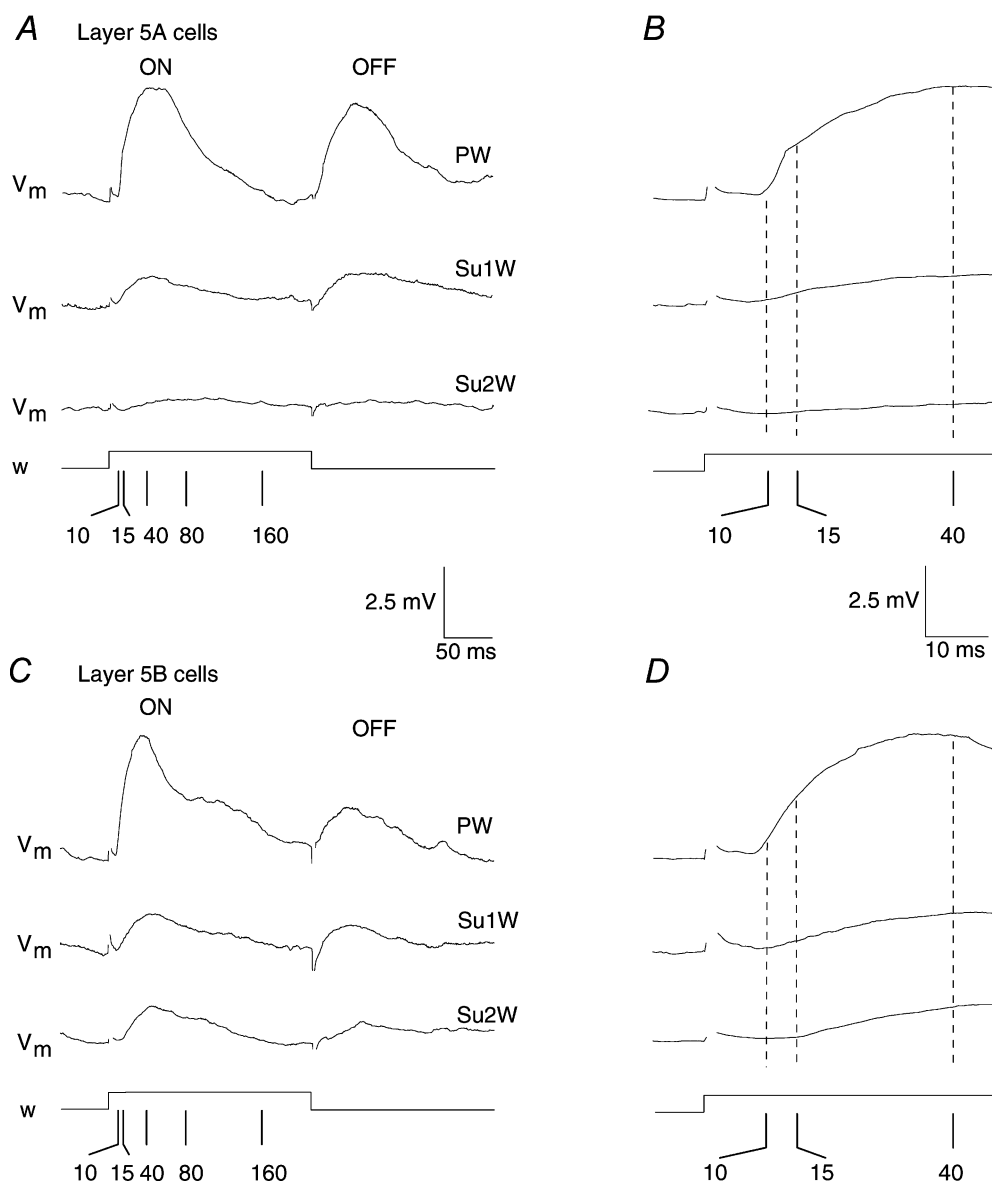 A Layer 5A cells
ON OFF
PW
Vm
Su1W
Vm
Su2W
Vm
w
10 15 40 80 160
2.5 mV
50 ms
B
10 15 40
2.5 mV
10 ms
C Layer 5B cells
ON OFF
PW
Vm
Su1W
Vm
Su2W
Vm
w
10 15 40 80 160
D
10 15 40